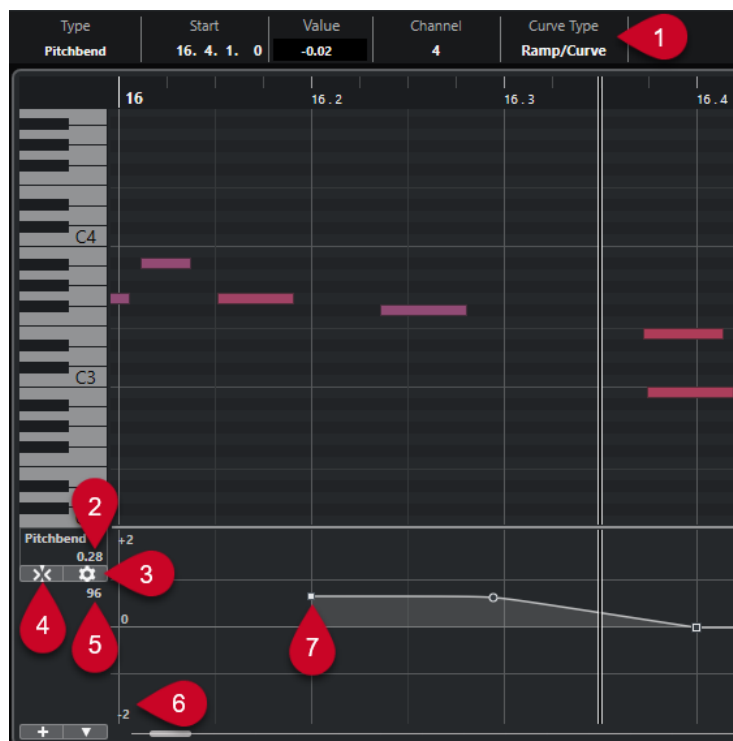 Type Start Value Channel Curve Type
Pitchbend 16. 4. 1. 0 -0.02 4 Ramp/Curve
1
16 16.2 16.3 16.4
C4
C3
2
Pitchbend +2
0.28
3
96
0
4
5
7
6
-2
+